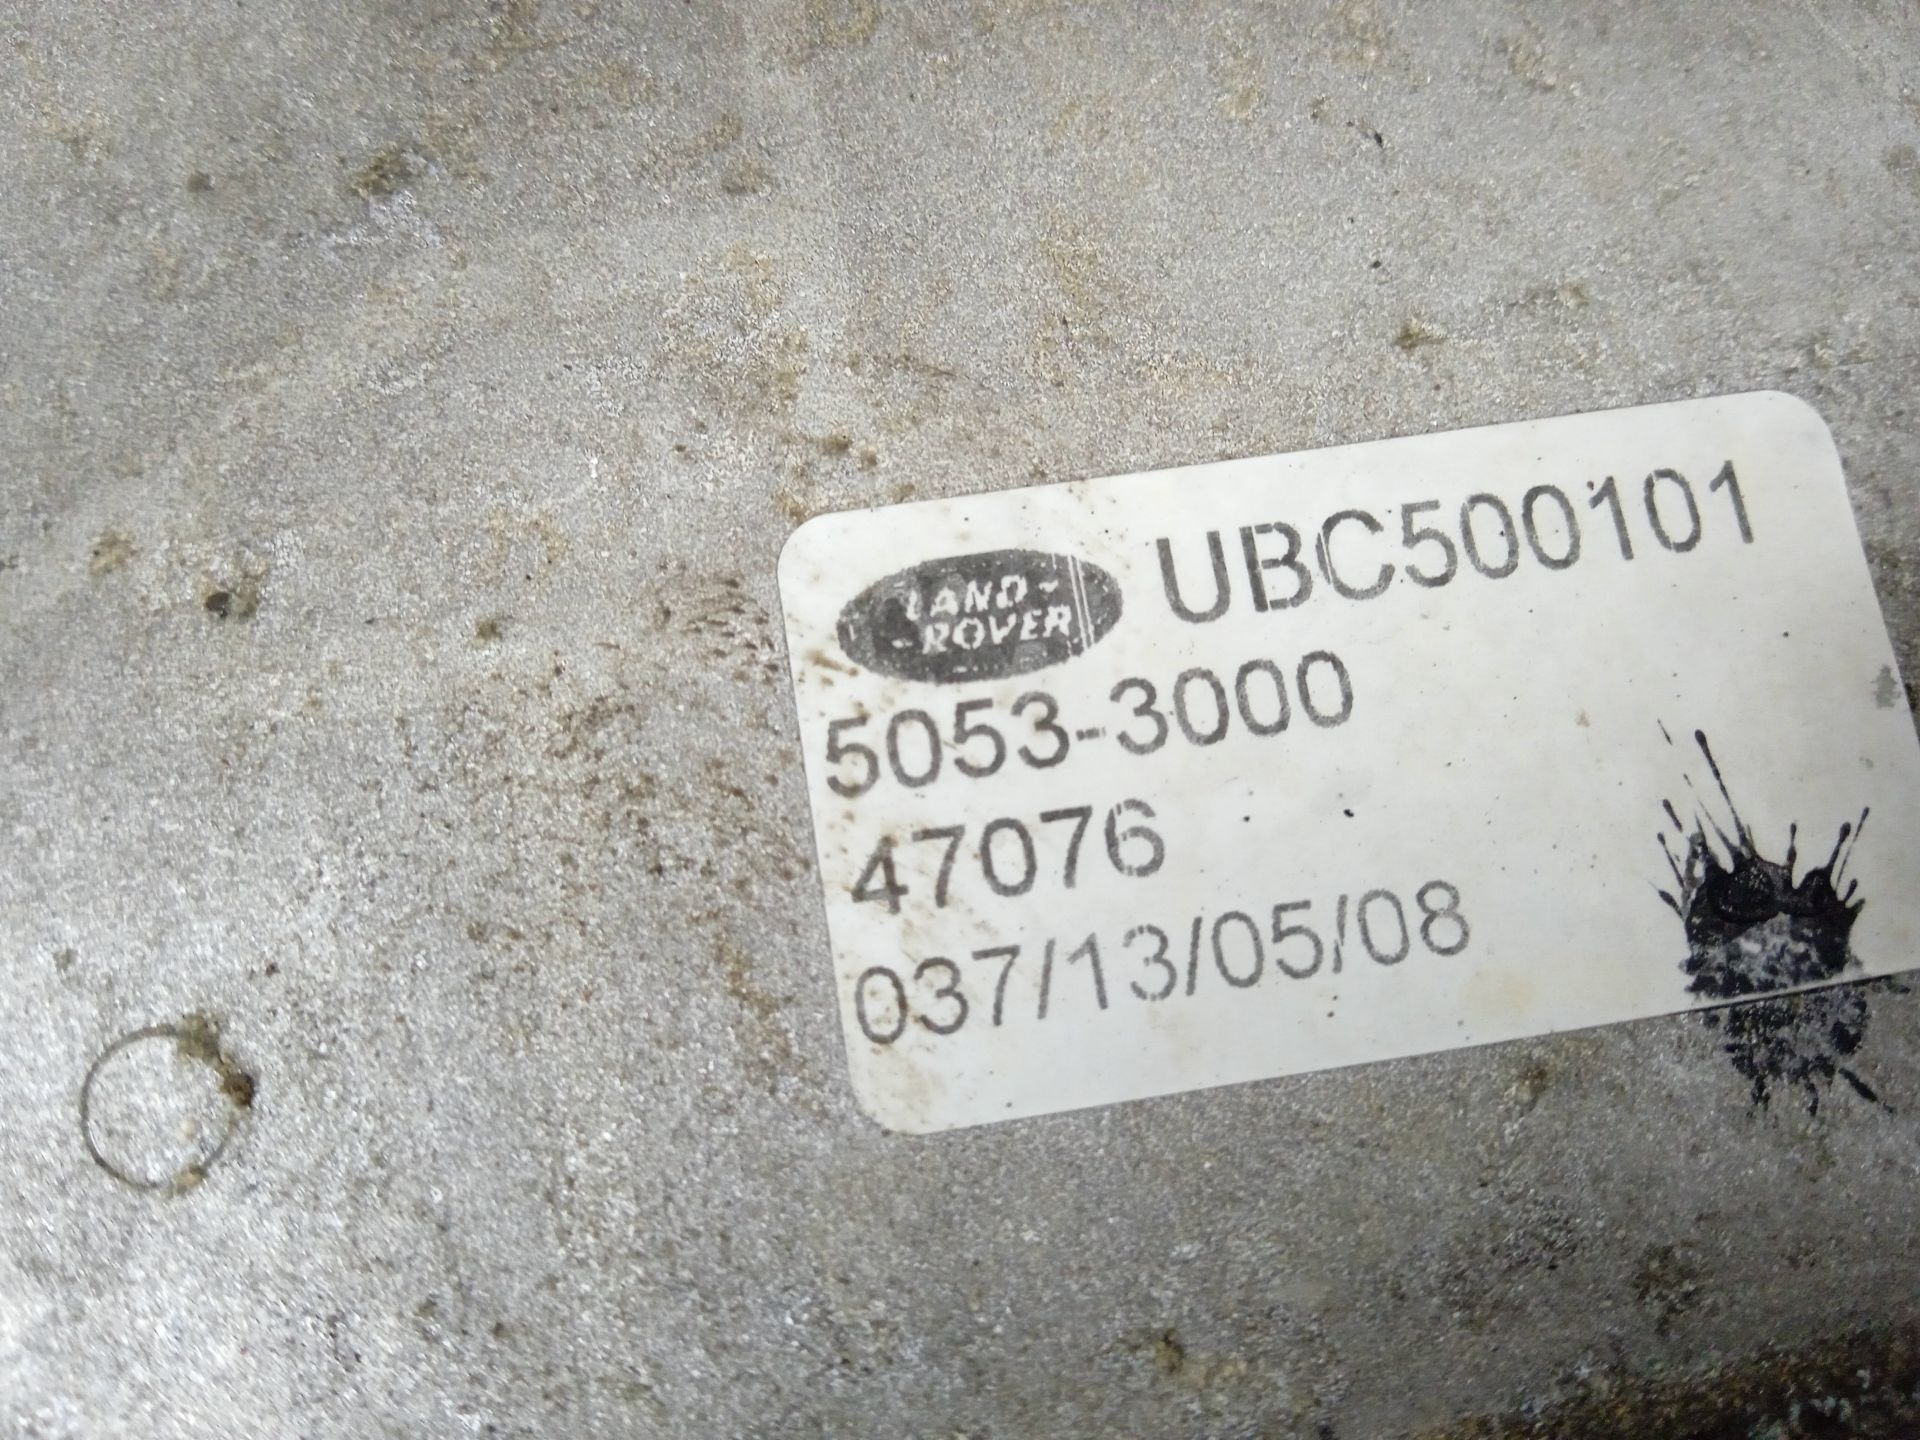 LAND-
-ROVER
UBC500101
5053-3000
47076
037/13/05/08